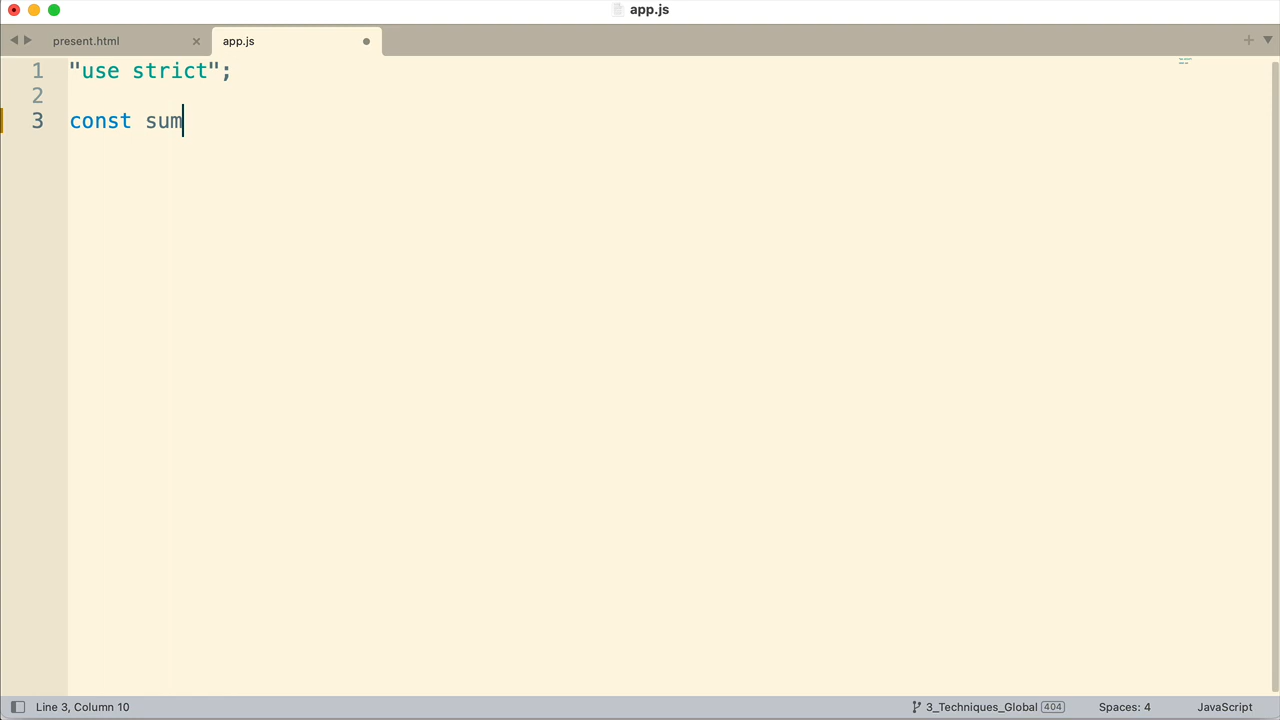 app.js
present.html
app.js
1 "use strict";
2
3 const sum
Line 3, Column 10
3_Techniques_Global 404
Spaces: 4
JavaScript